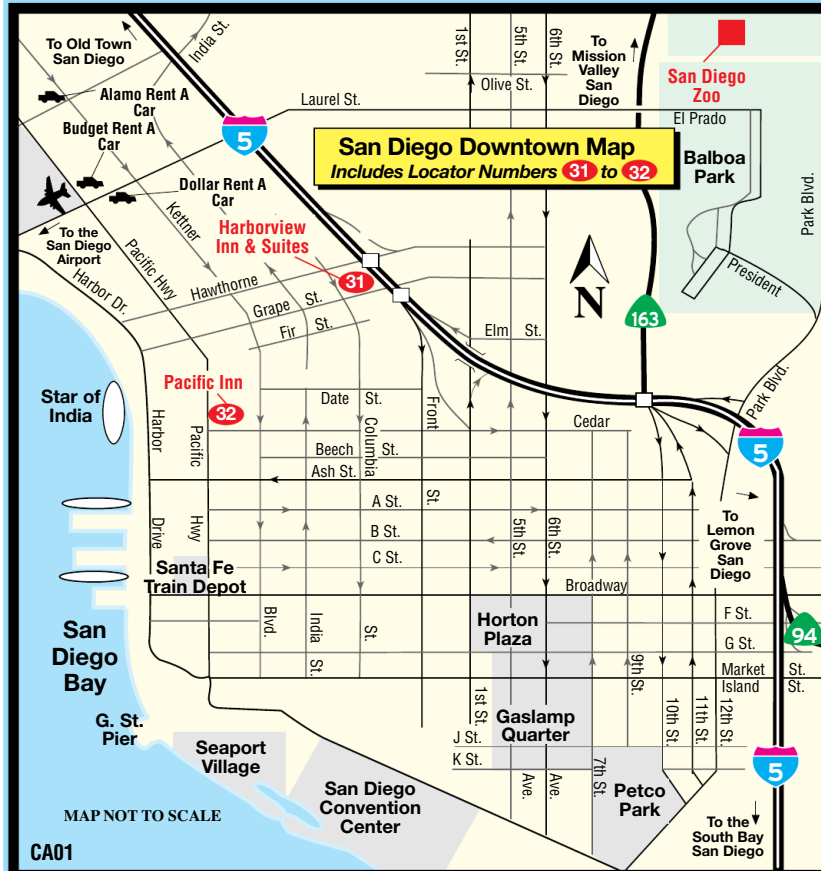 To Old Town
San Diego
India St.
1st St.
5th St.
6th St.
To
Mission
Valley
San
Diego
San Diego
Zoo
Olive St.
Alamo Rent A
Car
Laurel St.
El Prado
Budget Rent A
Car
5
San Diego Downtown Map
Includes Locator Numbers 31 to 32
Balboa
Park
Park Blvd.
Dollar Rent A
Car
Kettner
Harborview
Inn & Suites
To the
San Diego
Airport
Pacific Hwy
Harbor Dr.
Hawthorne
31
N
President
Grape St.
Fir St.
Elm St.
163
Pacific Inn
32
Star of
India
Date St.
Park Blvd.
Harbor
Pacific
Columbia
Front
Cedar
5
Beech St.
Ash St.
St.
A St.
B St.
C St.
Drive
Hwy
5th St.
6th St.
To
Lemon
Grove
San
Diego
Santa Fe
Train Depot
Broadway
San
Diego
Bay
Blvd.
India
St.
St.
Horton
Plaza
F St.
94
G St.
9th St.
Market St.
Island St.
1st St.
10th St.
11th St.
12th St.
G. St.
Pier
Gaslamp
Quarter
J St.
K St.
Seaport
Village
San Diego
Convention
Center
Ave.
Ave.
7th St.
Petco
Park
5
MAP NOT TO SCALE
To the
South Bay
San Diego
CA01